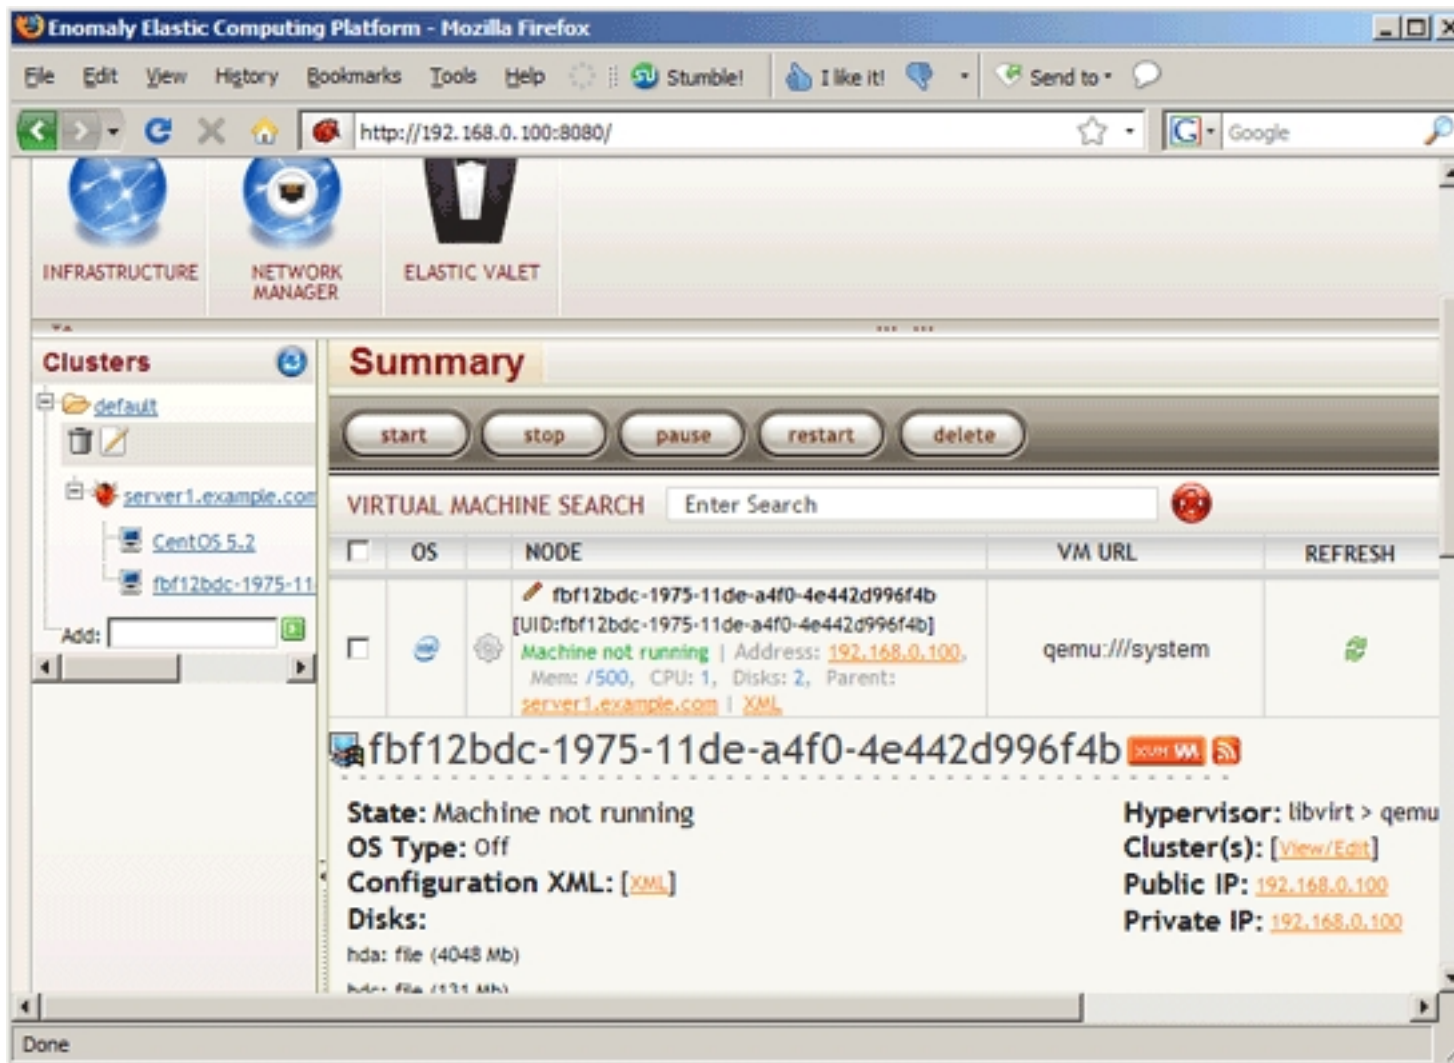 Enomaly Elastic Computing Platform - Mozilla Firefox
File Edit View History Bookmarks Tools Help Stumble! I like it! Send to
http://192.168.0.100:8080/ Google
INFRASTRUCTURE NETWORK MANAGER ELASTIC VALET
Clusters
default
server1.example.com
CentOS 5.2
fbf12bdc-1975-11
Add:
Summary
start stop pause restart delete
VIRTUAL MACHINE SEARCH Enter Search
OS NODE VM URL REFRESH
fbf12bdc-1975-11de-a4f0-4e442d996f4b
[UID:fbf12bdc-1975-11de-a4f0-4e442d996f4b]
Machine not running | Address: 192.168.0.100,
Mem: /500, CPU: 1, Disks: 2, Parent:
server1.example.com | XML
qemu:///system
fbf12bdc-1975-11de-a4f0-4e442d996f4b
State: Machine not running
OS Type: Off
Configuration XML: [XML]
Disks:
hda: file (4048 Mb)
hdc: file (131 Mb)
Hypervisor: libvirt > qemu
Cluster(s): [View/Edit]
Public IP: 192.168.0.100
Private IP: 192.168.0.100
Done